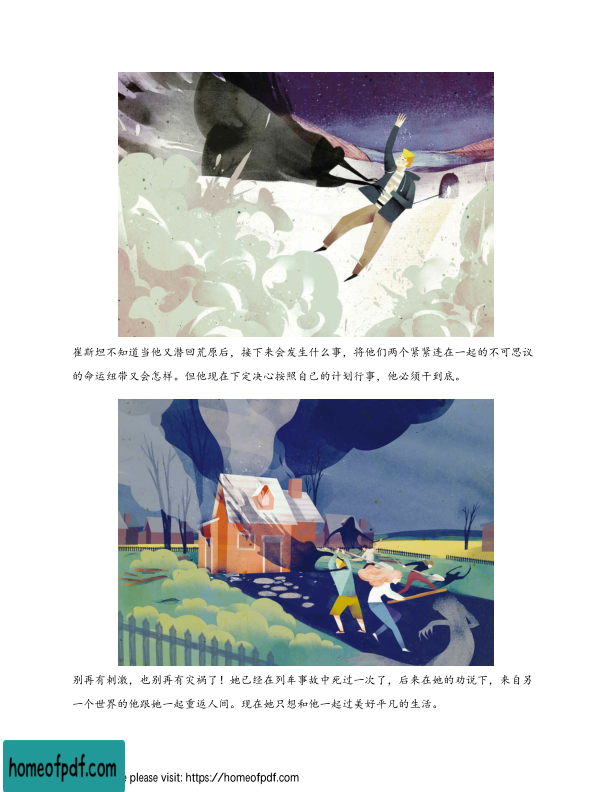 崔斯坦不知道当他又潜回荒原后，接下来会发生什么事，将他们两个紧紧连在一起的不可思议
的命运纽带又会怎样。但他现在下定决心按照自己的计划行事，他必须干到底。
别再有刺激，也别再有灾祸了！她已经在列车事故中死过一次了，后来在她的劝说下，来自另
一个世界的他跟她一起重返人间。现在她只想和他一起过美好平凡的生活。
homeofpdf.com
please visit: https://homeofpdf.com